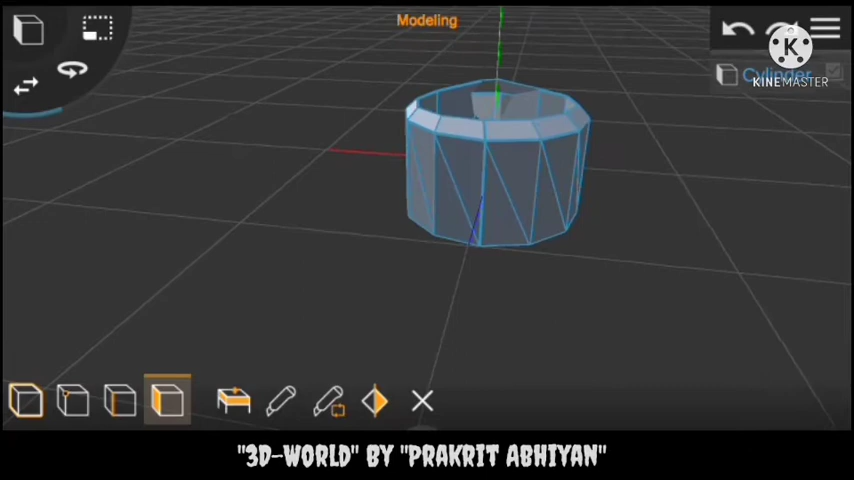 Modeling
K
KINEMASTER
Cylinder
"3D-WORLD" BY "PRAKRIT ABHIYAN"